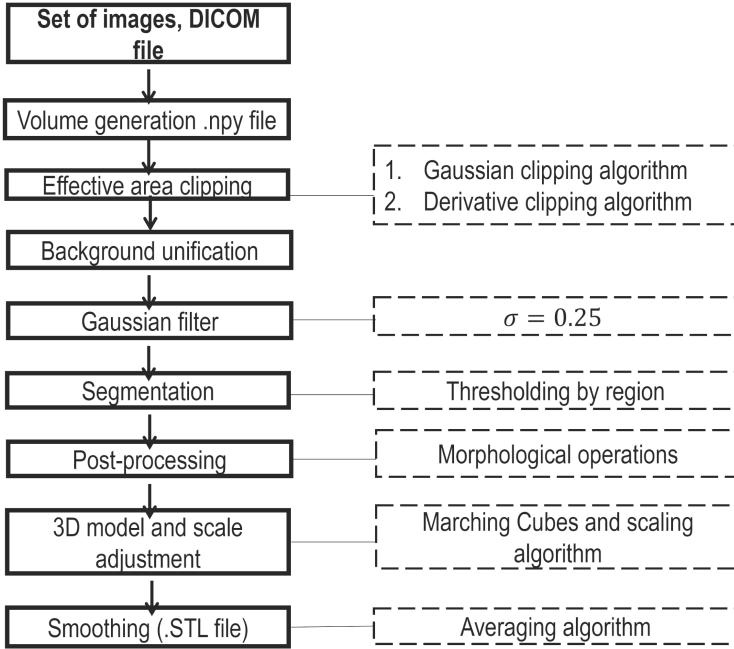 Set of images, DICOM
file
Volume generation .npy file
Effective area clipping
1. Gaussian clipping algorithm
2. Derivative clipping algorithm
Background unification
Gaussian filter
σ = 0.25
Segmentation
Thresholding by region
Post-processing
Morphological operations
3D model and scale
adjustment
Marching Cubes and scaling
algorithm
Smoothing (.STL file)
Averaging algorithm